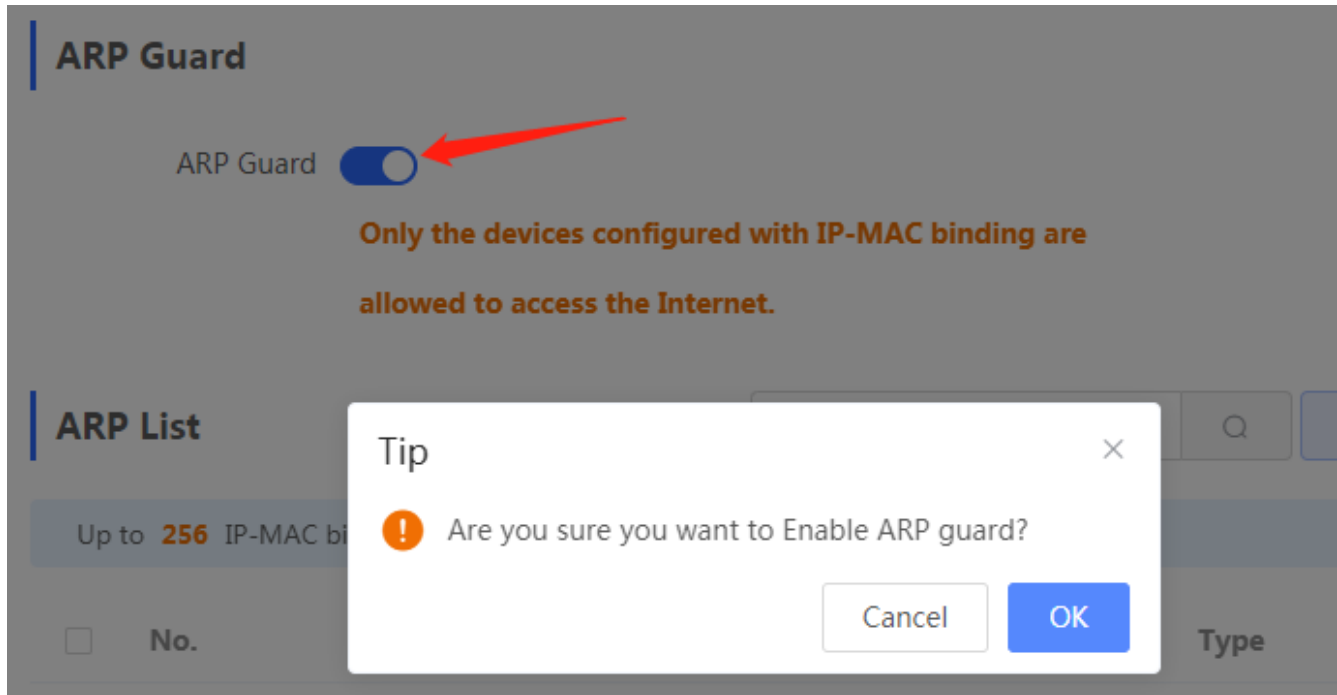 ARP Guard
ARP Guard
Only the devices configured with IP-MAC binding are
allowed to access the Internet.
ARP List
Tip
Up to 256 IP-MAC bi
Are you sure you want to Enable ARP guard?
Cancel
OK
No.
Type